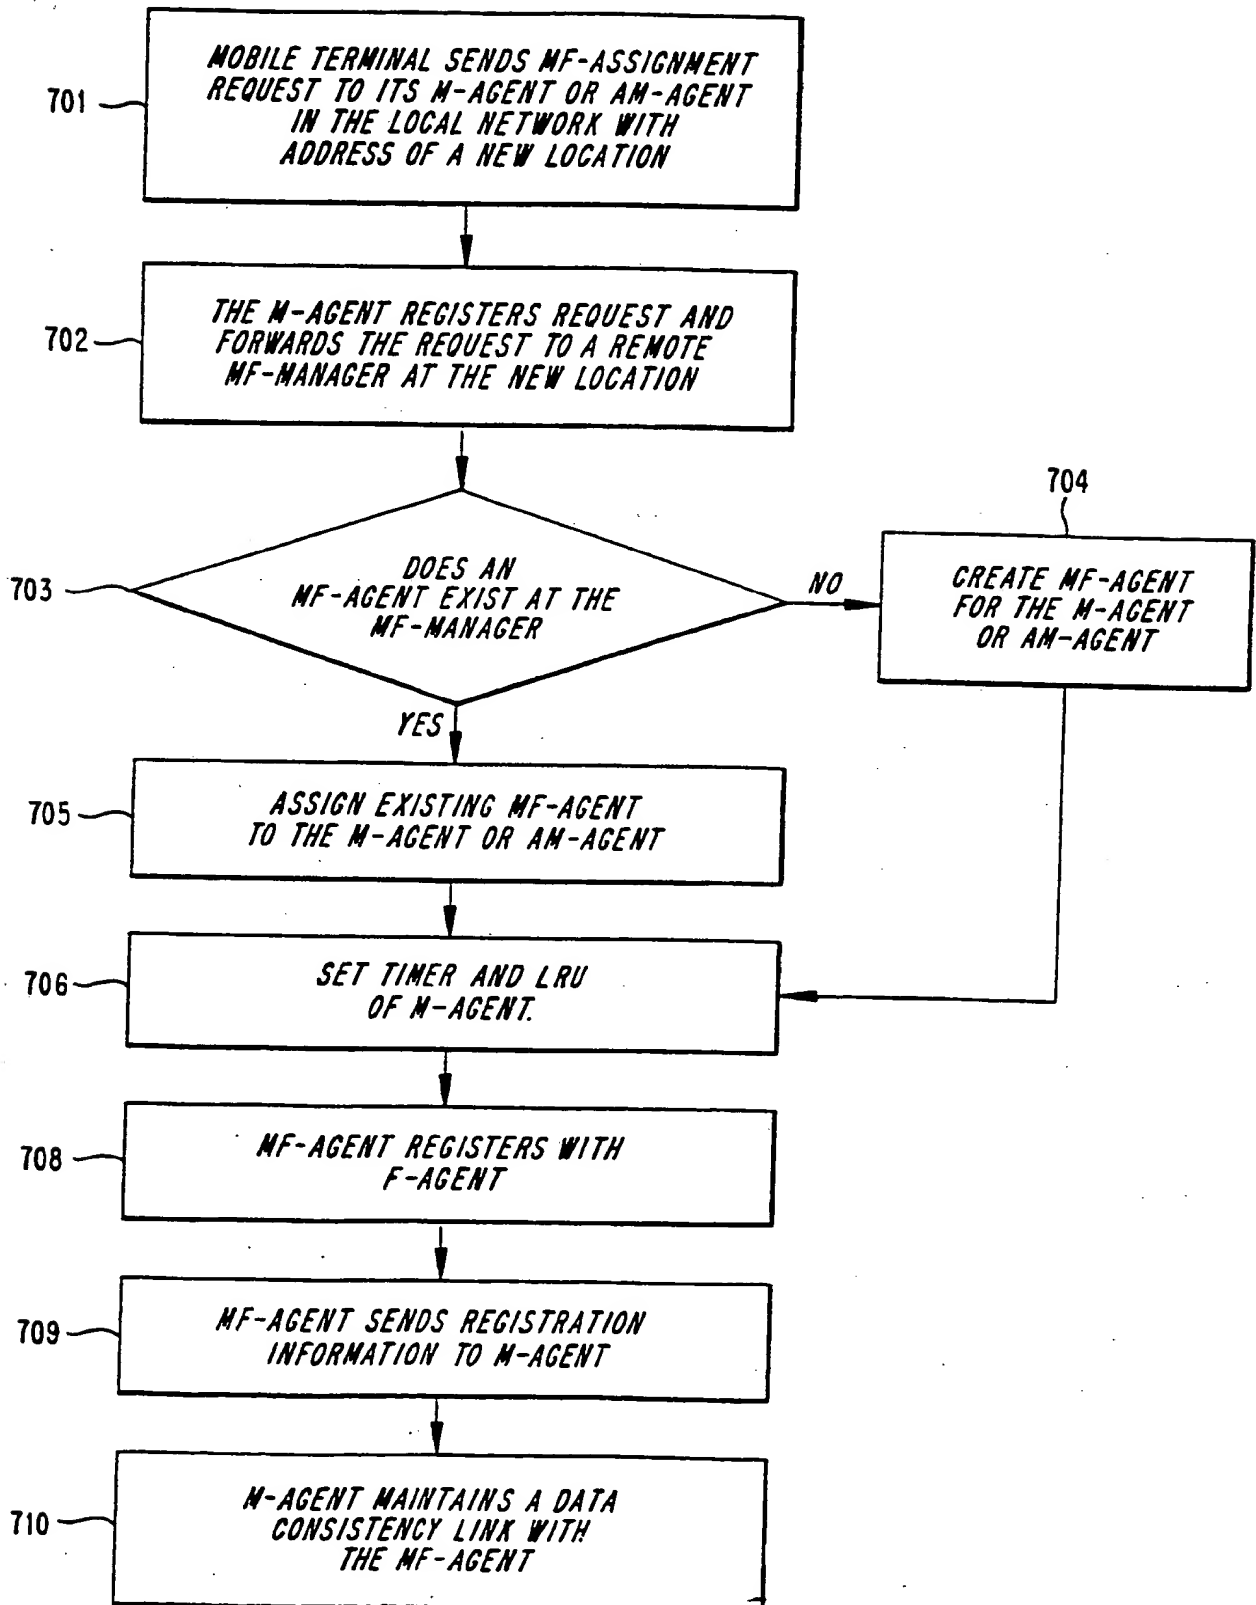 701
MOBILE TERMINAL SENDS MF-ASSIGNMENT
REQUEST TO ITS M-AGENT OR AM-AGENT
IN THE LOCAL NETWORK WITH
ADDRESS OF A NEW LOCATION
702
THE M-AGENT REGISTERS REQUEST AND
FORWARDS THE REQUEST TO A REMOTE
MF-MANAGER AT THE NEW LOCATION
703
DOES AN
MF-AGENT EXIST AT THE
MF-MANAGER
NO
704
CREATE MF-AGENT
FOR THE M-AGENT
OR AM-AGENT
YES
705
ASSIGN EXISTING MF-AGENT
TO THE M-AGENT OR AM-AGENT
706
SET TIMER AND LRU
OF M-AGENT.
708
MF-AGENT REGISTERS WITH
F-AGENT
709
MF-AGENT SENDS REGISTRATION
INFORMATION TO M-AGENT
710
M-AGENT MAINTAINS A DATA
CONSISTENCY LINK WITH
THE MF-AGENT